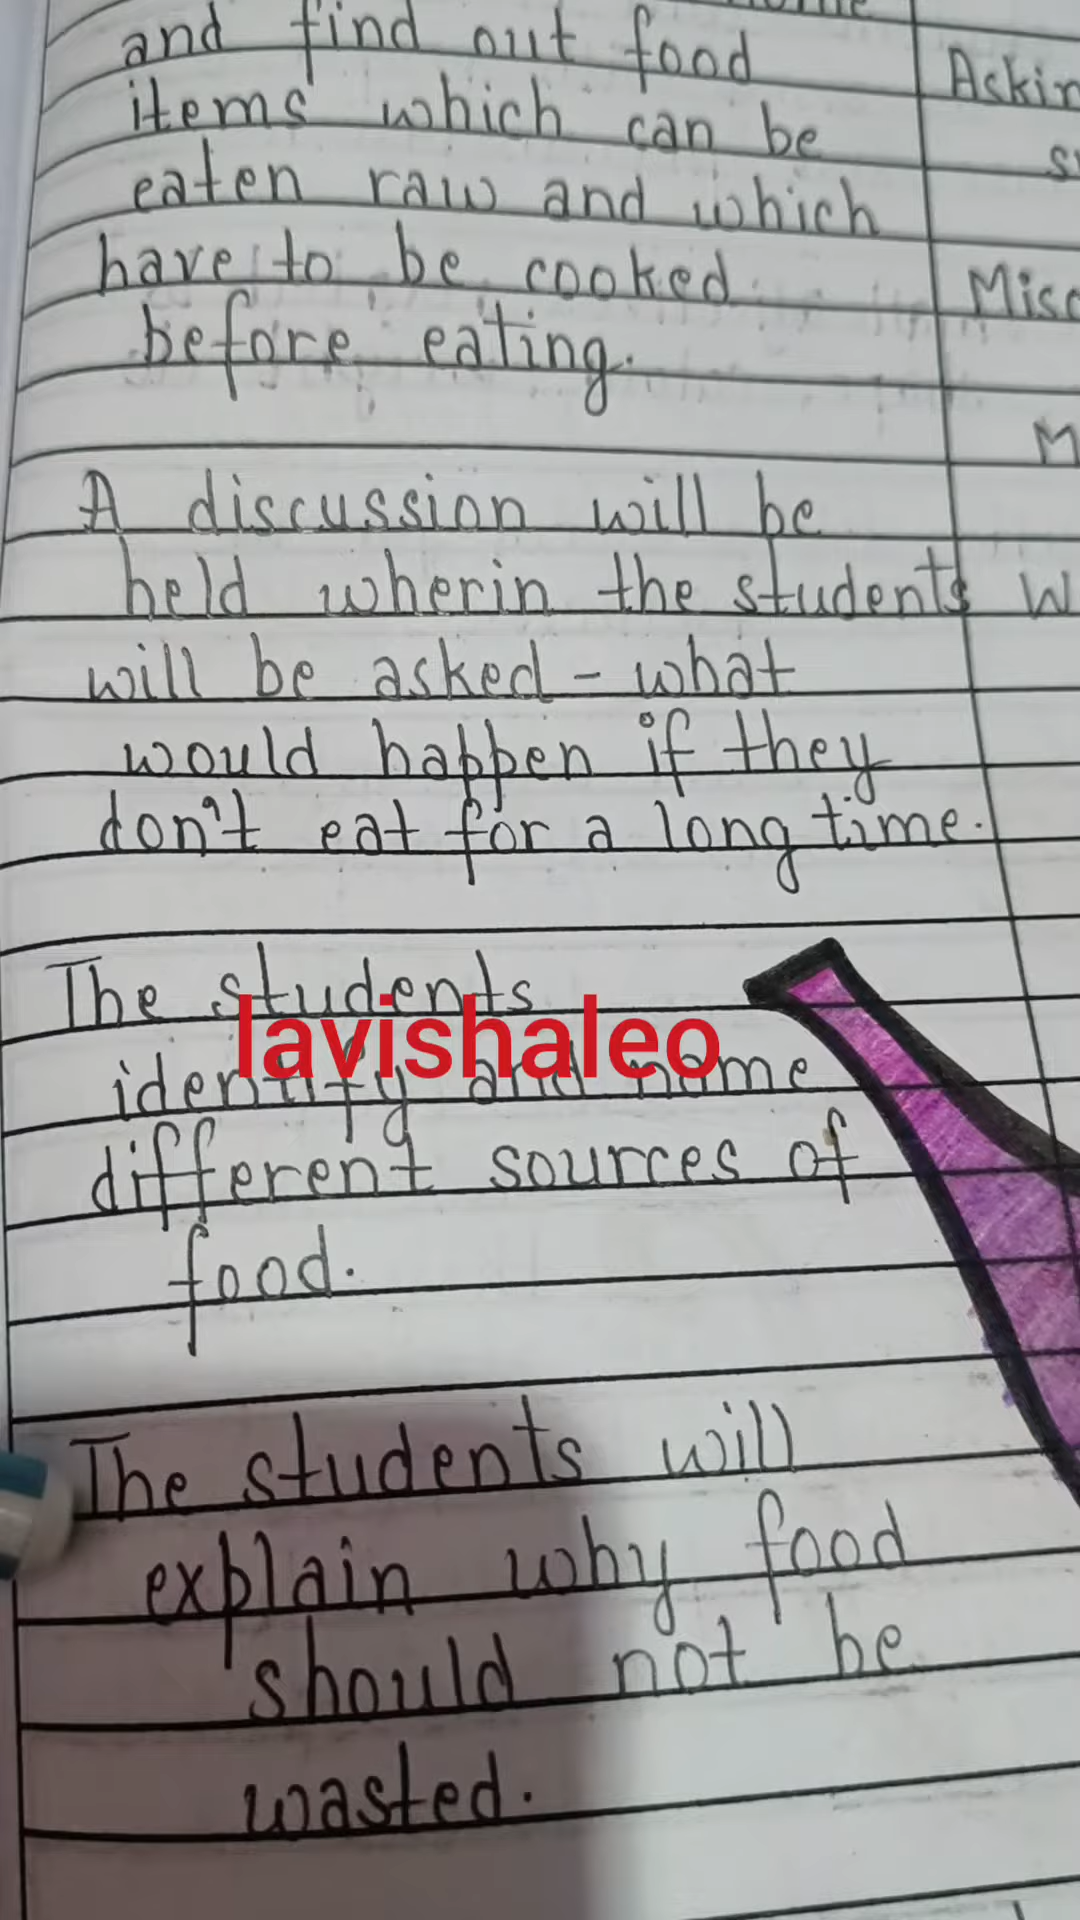 and find out food
items which can be
eaten raw and which
have to be cooked
before eating.
A discussion will be
held wherin the students
will be asked - what
would happen if they
don't eat for a long time.
The students
identify and name
different sources of
food.
The students will
explain why food
should not be
wasted.
lavishaleo